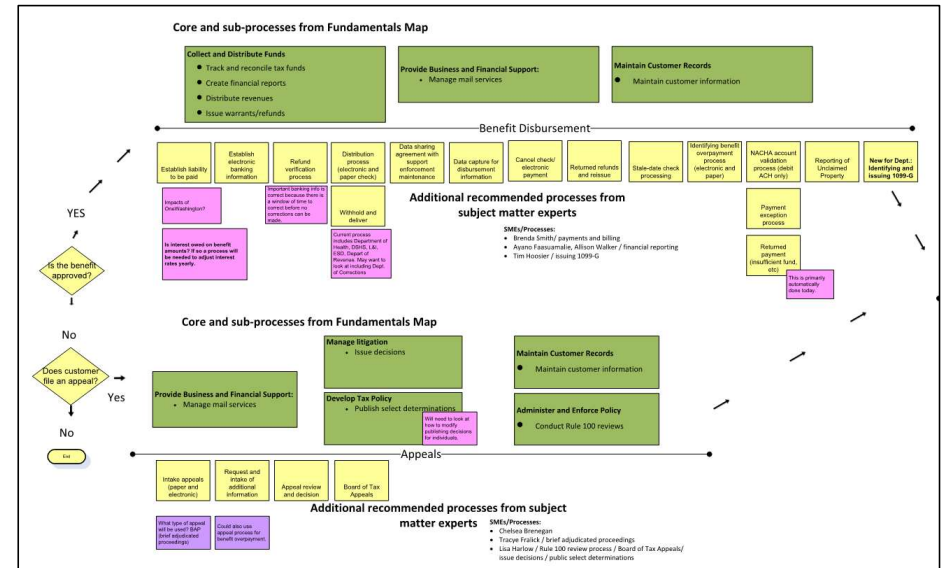 Core and sub-processes from Fundamentals Map
Collect and Distribute Funds
● Track and reconcile tax funds
● Create financial reports
● Distribute revenues
● Issue warrants/refunds
Provide Business and Financial Support:
• Manage mail services
Maintain Customer Records
● Maintain customer information
Benefit Disbursement
Establish liability
to be paid
Establish
electronic
banking
information
Refund
verification
process
Distribution
process
(electronic and
paper check)
Data sharing
agreement with
support
enforcement
maintenance
Data capture for
disbursement
information
Cancel check/
electronic
payment
Returned refunds
and reissue
Stale-date check
processing
Identifying benefit
overpayment
process
(electronic and
paper)
NACHA account
validation
process (debit
ACH only)
Reporting of
Unclaimed
Property
New for Dept.:
Identifying and
issuing 1099-G
Impacts of
OneWashington?
Important banking info is
correct because there is
a window of time to
correct before no
corrections can be
made.
Withhold and
deliver
Is interest owed on benefit
amounts? If so a process will
be needed to adjust interest
rates yearly.
Current process
includes Department of
Health, DSHS, L&I,
ESD, Depart of
Revenue. May want to
look at including Dept.
of Corrections
Additional recommended processes from
subject matter experts
SMEs/Processes:
• Brenda Smith/ payments and billing
• Ayano Faasuamalie, Allison Walker / financial reporting
• Tim Hoosier / issuing 1099-G
Payment
exception
process
Returned
payment
(insufficient fund,
etc)
This is primarily
automatically
done today.
YES
Is the benefit
approved?
No
Does customer
file an appeal?
Yes
No
End
Core and sub-processes from Fundamentals Map
Provide Business and Financial Support:
• Manage mail services
Manage litigation
• Issue decisions
Develop Tax Policy
• Publish select determinations
Will need to look at
how to modify
publishing decisions
for individuals.
Maintain Customer Records
● Maintain customer information
Administer and Enforce Policy
● Conduct Rule 100 reviews
Appeals
Intake appeals
(paper and
electronic)
Request and
intake of
additional
information
Appeal review
and decision
Board of Tax
Appeals
What type of appeal
will be used? BAP
(brief adjudicated
proceedings)
Could also use
appeal process for
benefit overpayment.
Additional recommended processes from subject
matter experts
SMEs/Processes:
• Chelsea Brenegan
• Tracye Fralick / brief adjudicated proceedings
• Lisa Harlow / Rule 100 review process / Board of Tax Appeals/
issue decisions / public select determinations